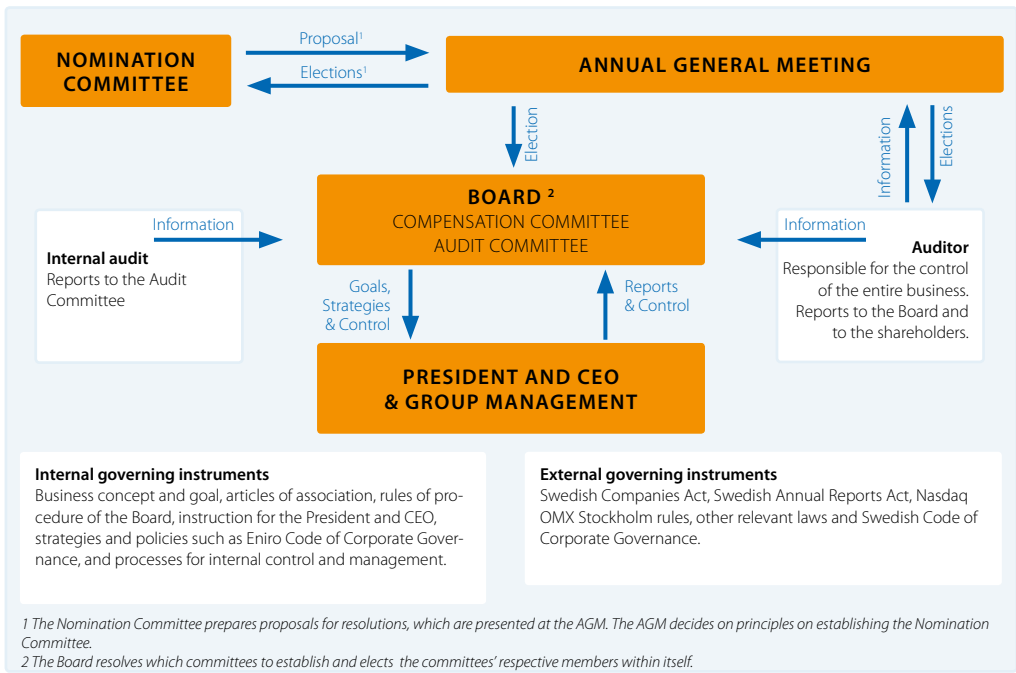 NOMINATION
COMMITTEE
Proposal¹
Elections¹
ANNUAL GENERAL MEETING
Election
Information
Elections
BOARD ²
COMPENSATION COMMITTEE
AUDIT COMMITTEE
Information
Internal audit
Reports to the Audit
Committee
Information
Auditor
Responsible for the control
of the entire business.
Reports to the Board and
to the shareholders.
Goals,
Strategies
& Control
Reports
& Control
PRESIDENT AND CEO
& GROUP MANAGEMENT
Internal governing instruments
Business concept and goal, articles of association, rules of pro-
cedure of the Board, instruction for the President and CEO,
strategies and policies such as Eniro Code of Corporate Gover-
nance, and processes for internal control and management.
External governing instruments
Swedish Companies Act, Swedish Annual Reports Act, Nasdaq
OMX Stockholm rules, other relevant laws and Swedish Code of
Corporate Governance.
1 The Nomination Committee prepares proposals for resolutions, which are presented at the AGM. The AGM decides on principles on establishing the Nomination
Committee.
2 The Board resolves which committees to establish and elects the committees' respective members within itself.